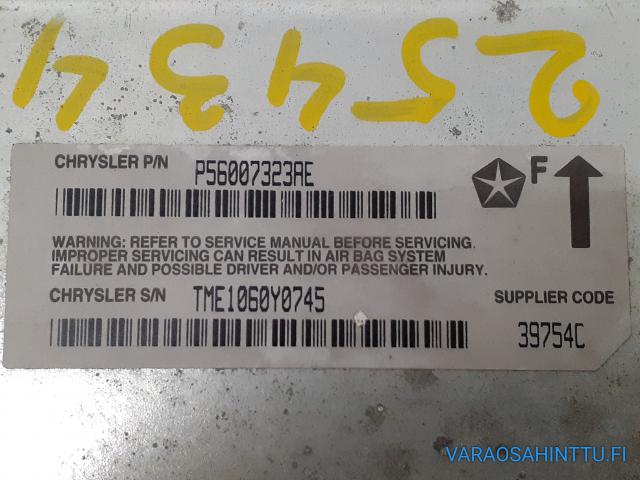 25434
CHRYSLER P/N P56007323AE
F
WARNING: REFER TO SERVICE MANUAL BEFORE SERVICING.
IMPROPER SERVICING CAN RESULT IN AIR BAG SYSTEM
FAILURE AND POSSIBLE DRIVER AND/OR PASSENGER INJURY.
CHRYSLER S/N TME1060Y0745
SUPPLIER CODE
39754C
VARAOSAHINTTU.FI